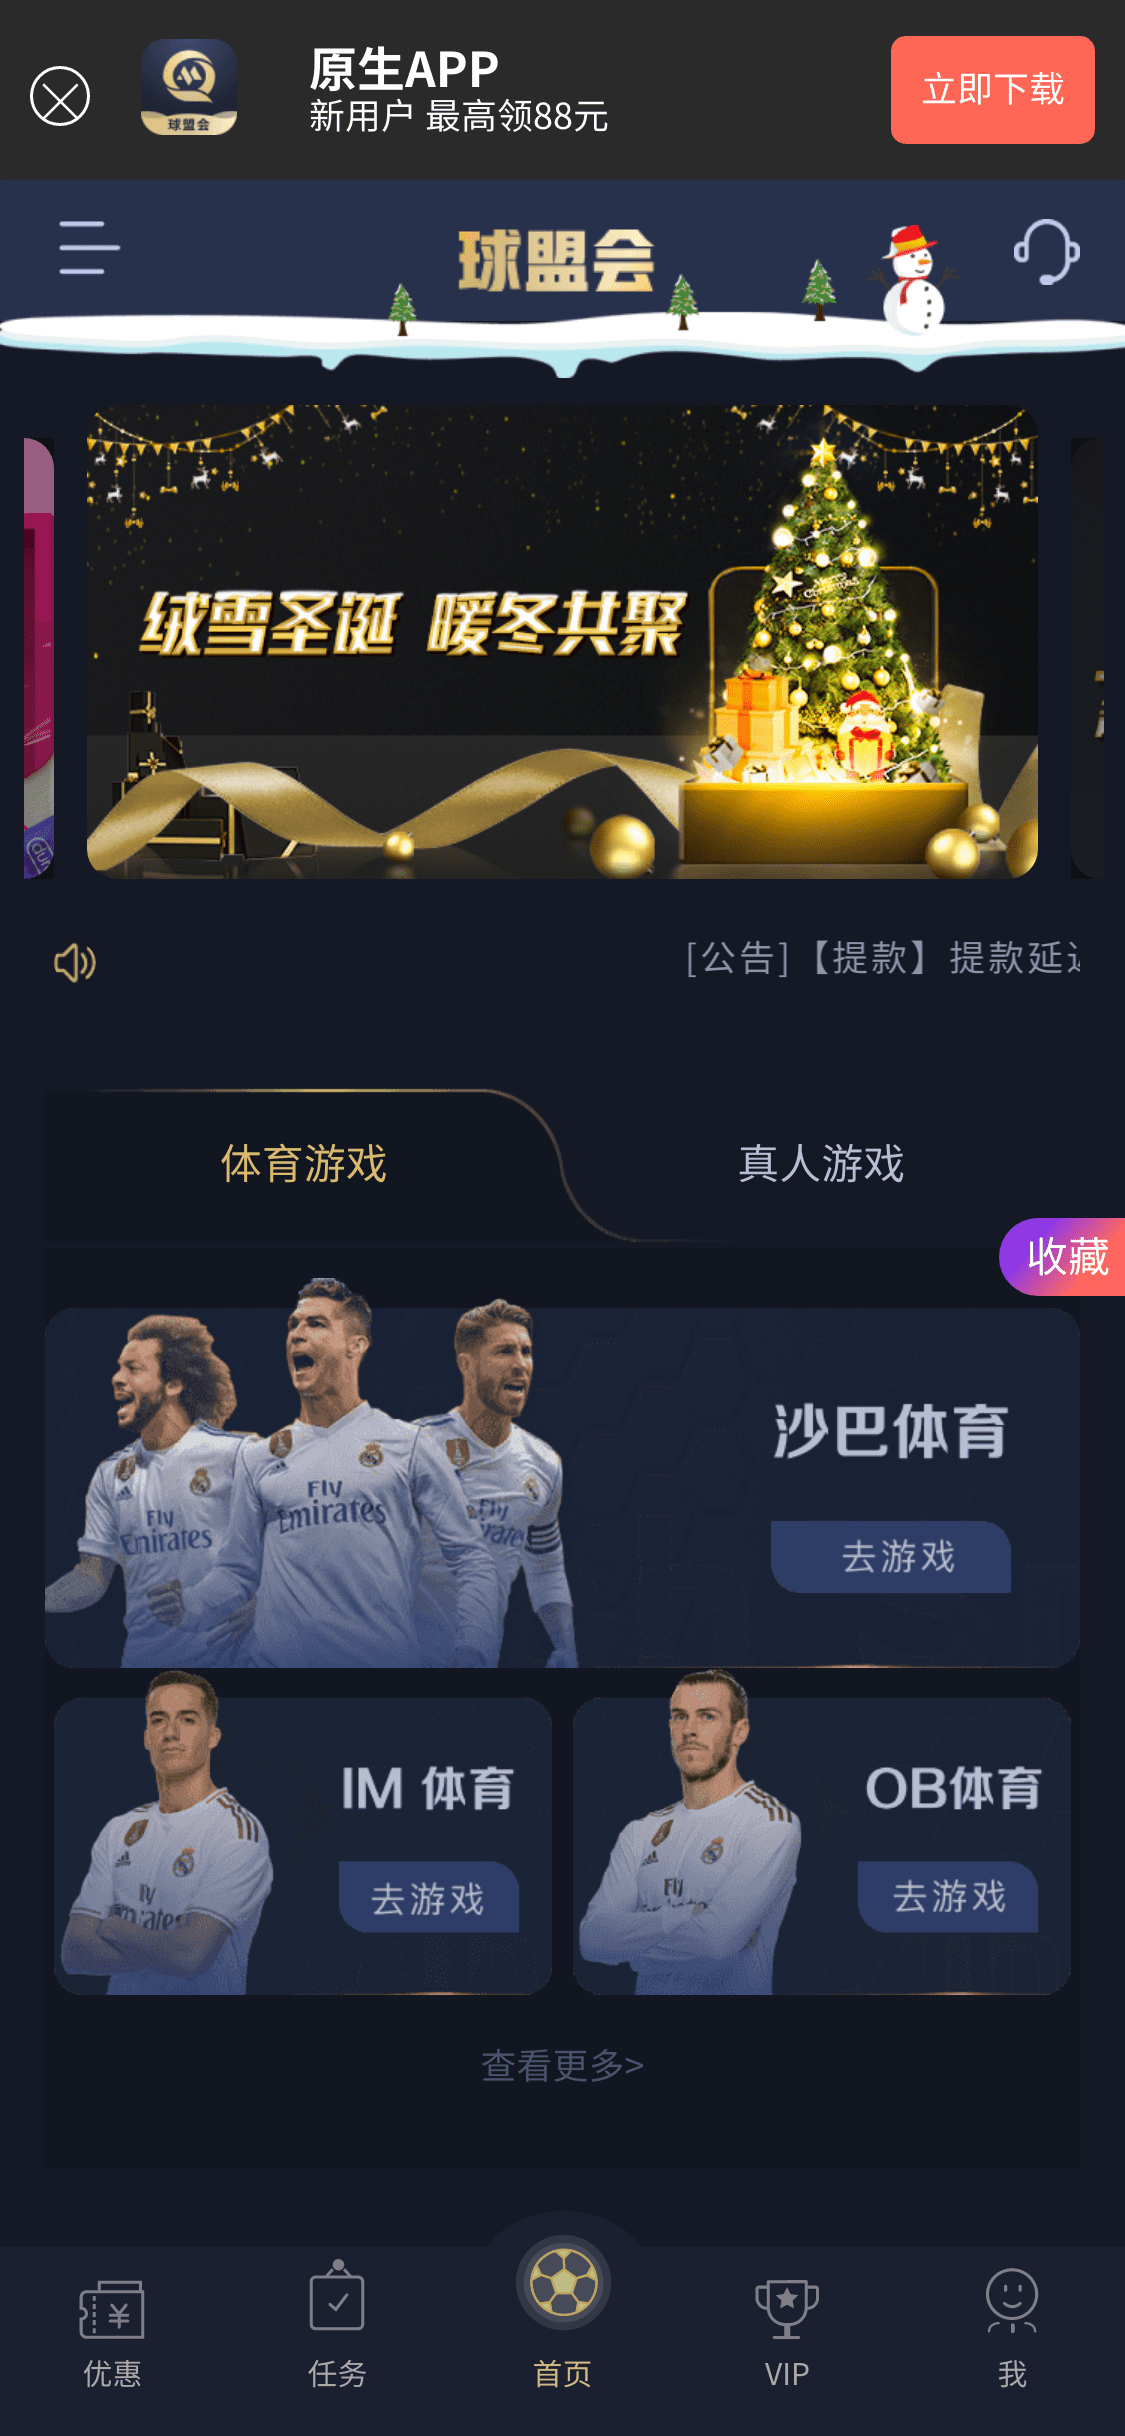 球盟会
原生APP
新用户 最高领88元
立即下载
球盟会
绒雪圣诞 暖冬共聚
[公告]【提款】提款延
体育游戏
真人游戏
收藏
Fly
Emirates
Fly
Emirates
Fly
沙巴体育
去游戏
IM 体育
去游戏
OB体育
去游戏
查看更多>
优惠
任务
首页
VIP
我